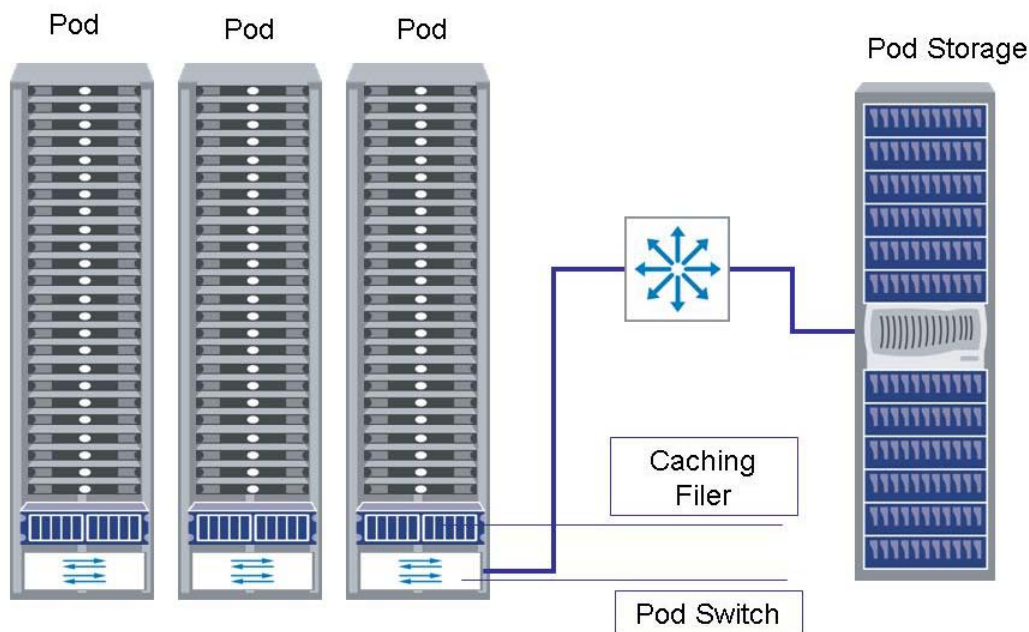 Pod
Pod
Pod
Pod Storage
Caching
Filer
Pod Switch